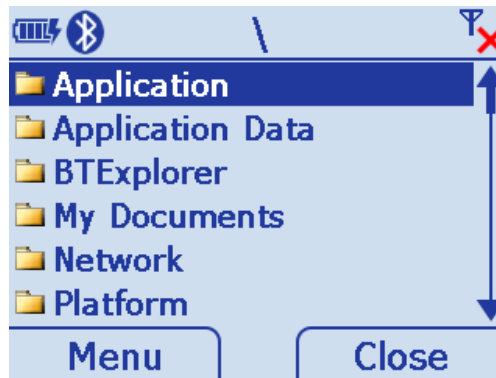 \
Application
Application Data
BTExplorer
My Documents
Network
Platform
Menu Close